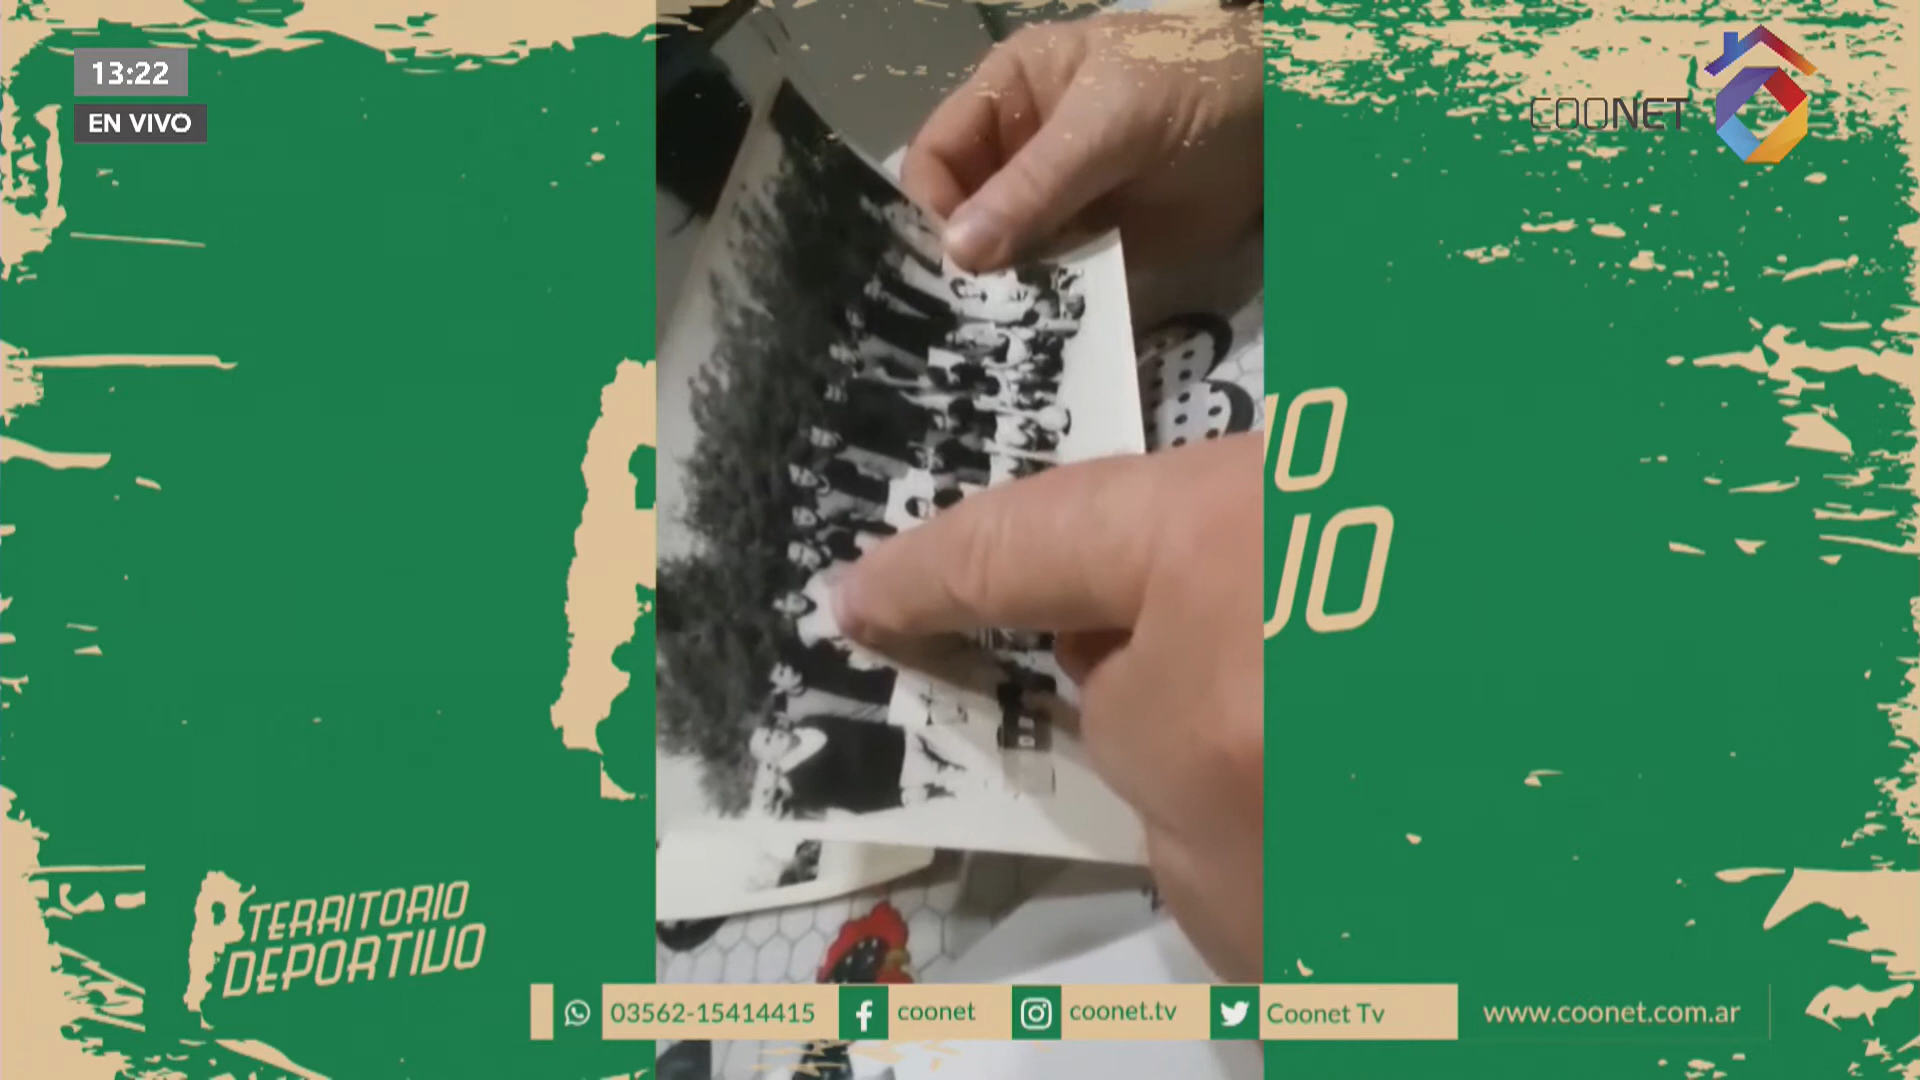 13:22
EN VIVO
COONET
TERRITORIO
DEPORTIVO
03562-15414415
coonet
coonet.tv
Coonet Tv
www.coonet.com.ar